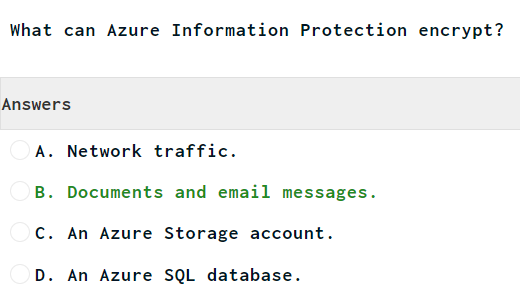 What can Azure Information Protection encrypt?
Answers
A. Network traffic.
B. Documents and email messages.
C. An Azure Storage account.
D. An Azure SQL database.